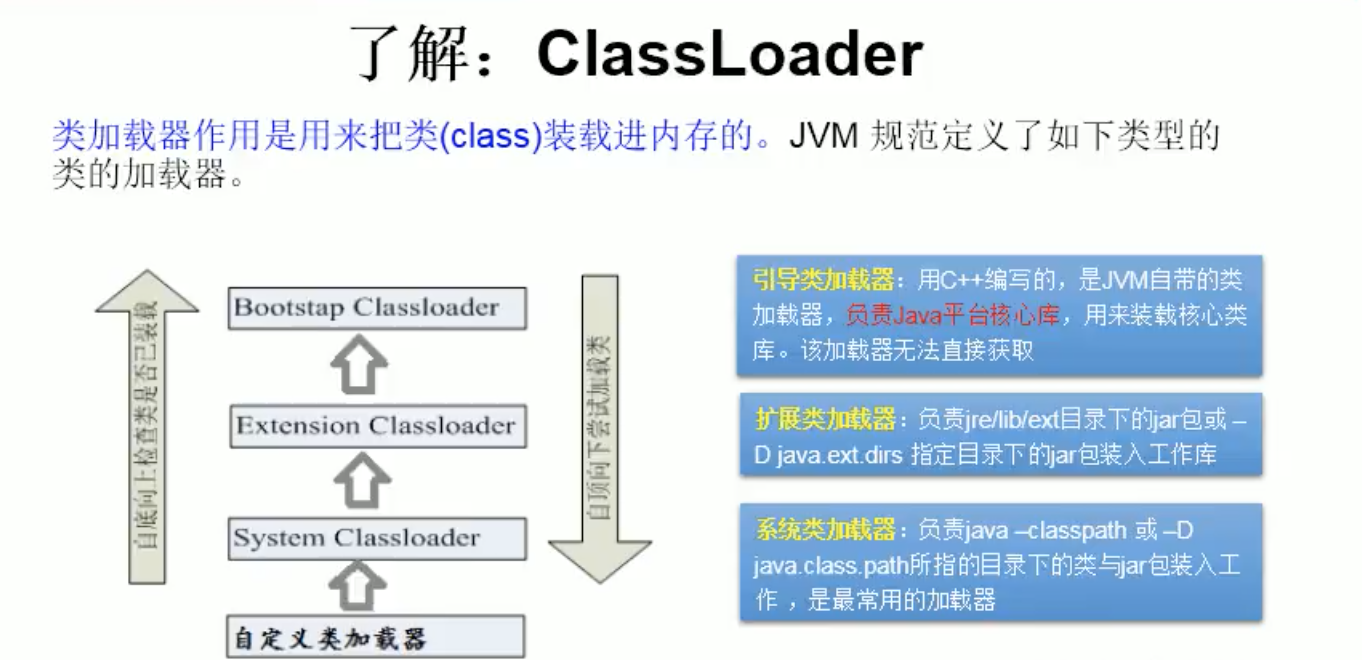 了解：ClassLoader
类加载器作用是用来把类(class)装载进内存的。JVM 规范定义了如下类型的
类的加载器。
自底向上检查类是否已装载
Bootstap Classloader
Extension Classloader
System Classloader
自定义类加载器
自顶向下尝试加载类
引导类加载器：用C++编写的，是JVM自带的类
加载器，负责Java平台核心库，用来装载核心类
库。该加载器无法直接获取
扩展类加载器：负责jre/lib/ext目录下的jar包或 –
D java.ext.dirs 指定目录下的jar包装入工作库
系统类加载器：负责java –classpath 或 –D
java.class.path所指的目录下的类与jar包装入工
作 ，是最常用的加载器